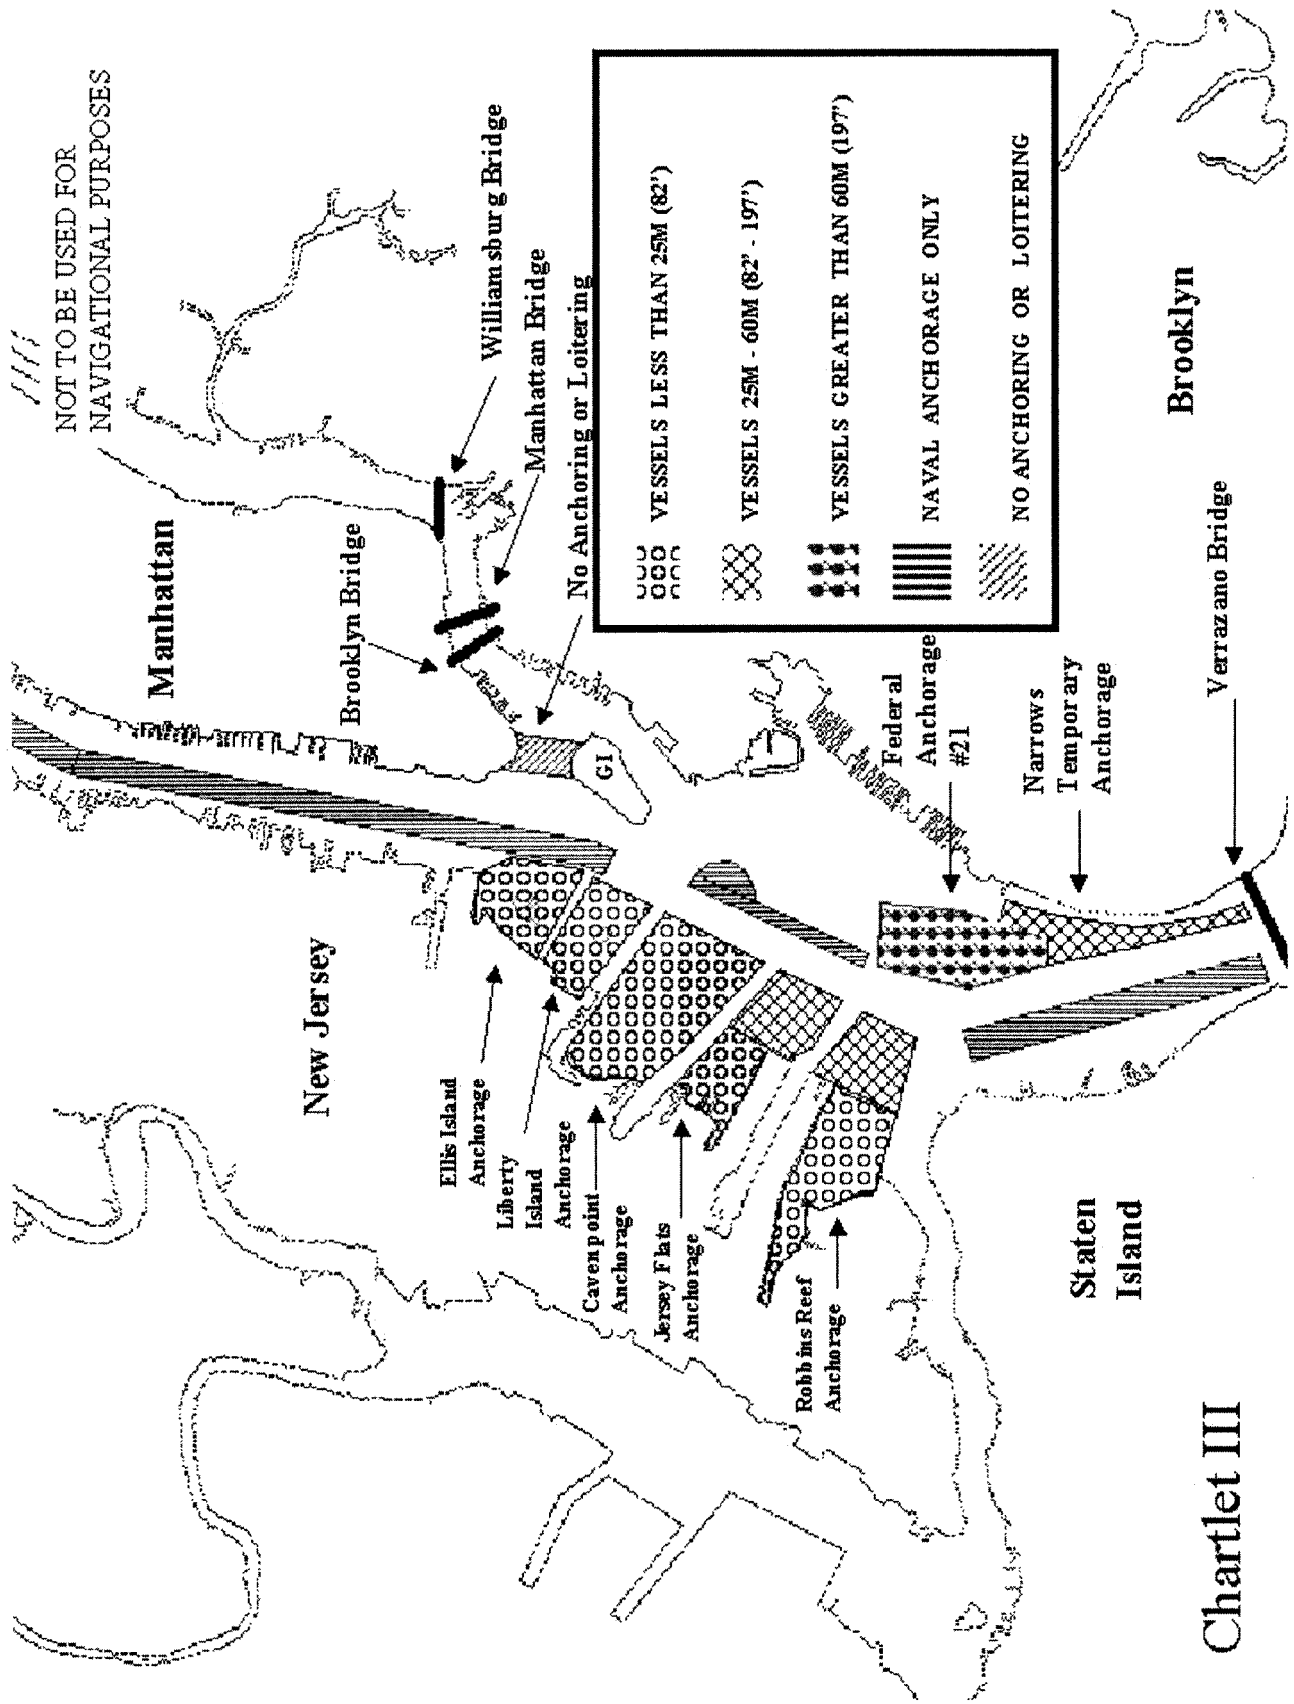 NOT TO BE USED FOR
NAVIGATIONAL PURPOSES
Manhattan
Williamsburg Bridge
Manhattan Bridge
No Anchoring or Loitering
Brooklyn Bridge
New Jersey
GI
Ellis Island
Anchorage
Liberty
Island
Anchorage
Cavenpoint
Anchorage
Jersey Flats
Anchorage
Robbins Reef
Anchorage
VESSELS LESS THAN 25M (82')
VESSELS 25M - 60M (82' - 197')
VESSELS GREATER THAN 60M (197')
NAVAL ANCHORAGE ONLY
NO ANCHORING OR LOITERING
Federal
Anchorage
#21
Narrows
Temporary
Anchorage
Verrazano Bridge
Brooklyn
Staten
Island
Chartlet III